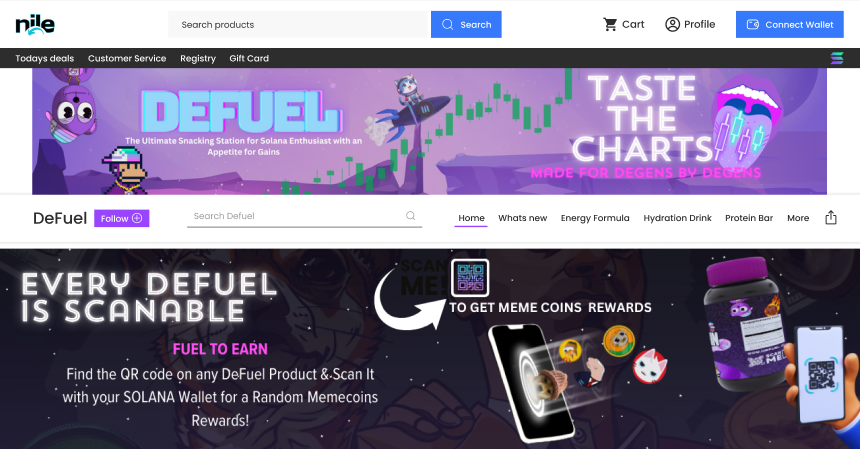 nile
Search products
Search
Cart
Profile
Connect Wallet
Todays deals
Customer Service
Registry
Gift Card
DEFUEL
The Ultimate Snacking Station for Solana Enthusiast with an
Appetite for Gains
TASTE
THE
CHARTS
MADE FOR DEGENS BY DEGENS
DeFuel
Follow
Search Defuel
Home
Whats new
Energy Formula
Hydration Drink
Protein Bar
More
EVERY DEFUEL
IS SCANABLE
FUEL TO EARN
Find the QR code on any DeFuel Product & Scan It
with your SOLANA Wallet for a Random Memecoins
Rewards!
SCAN
ME!
TO GET MEME COINS REWARDS
SCAN
ME!